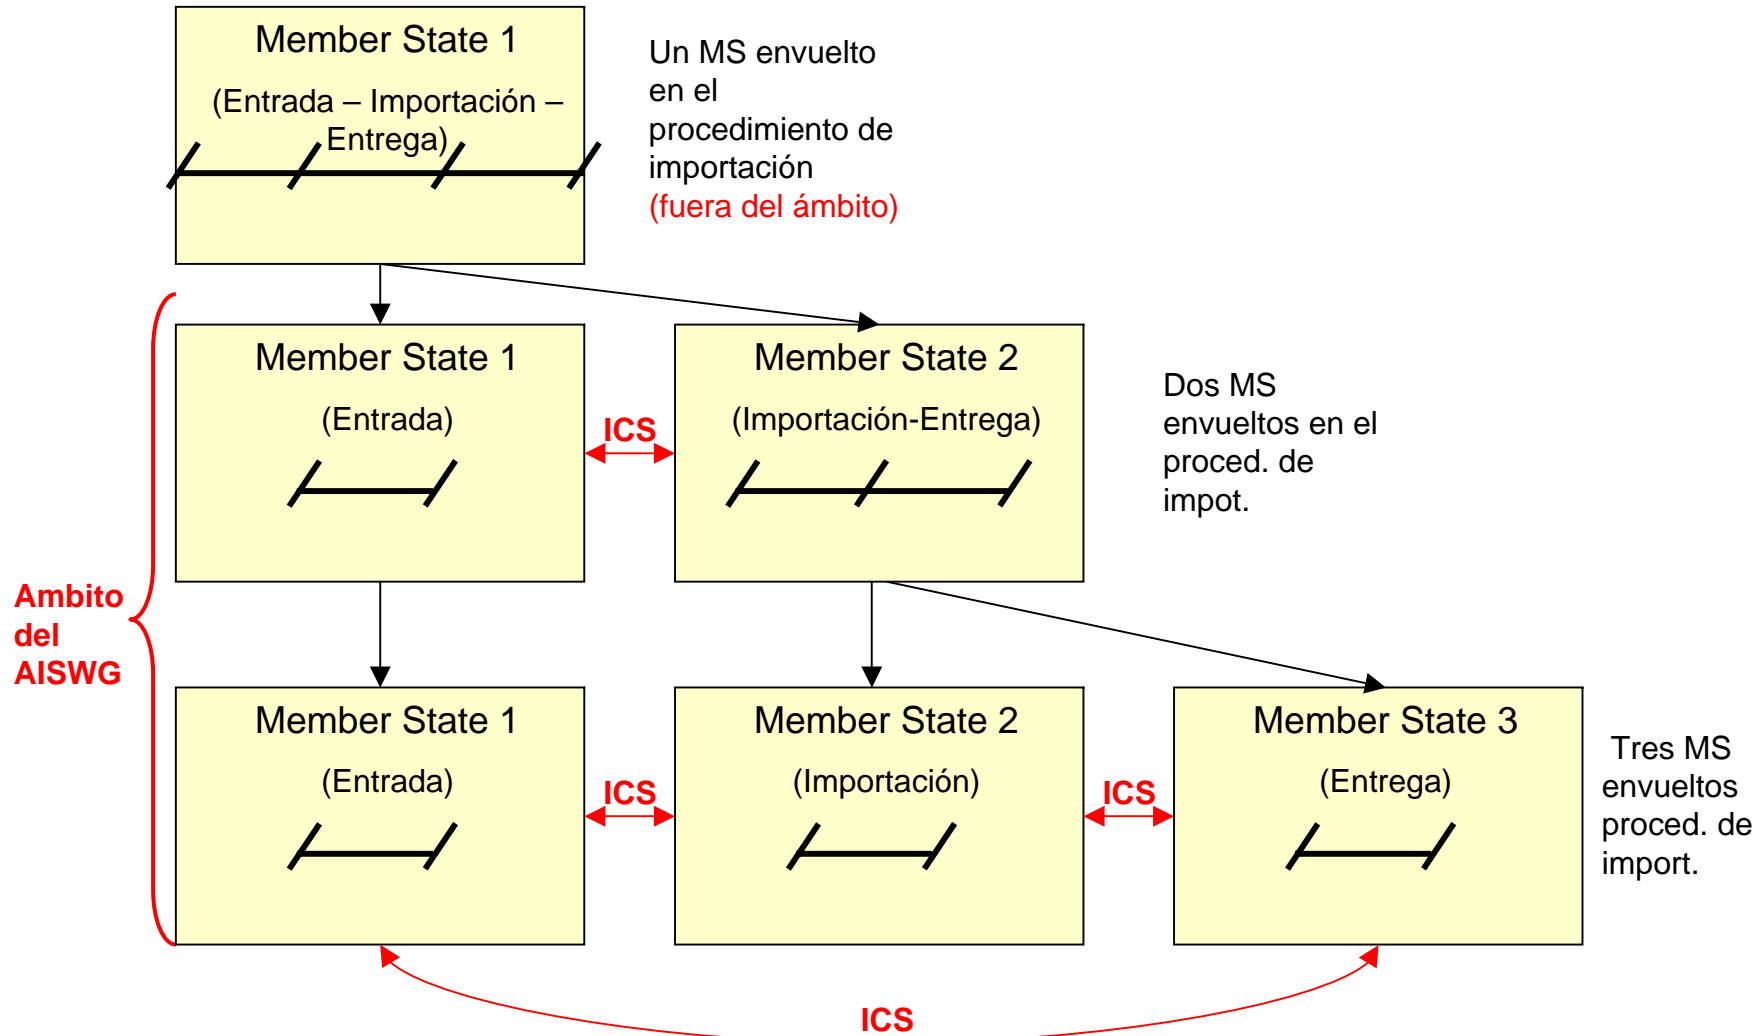 Member State 1
(Entrada – Importación –
Entrega)
Un MS envuelto
en el
procedimiento de
importación
(fuera del ámbito)
Member State 1
(Entrada)
ICS
Member State 2
(Importación-Entrega)
Dos MS
envueltos en el
proced. de
impot.
Ambito
del
AISWG
Member State 1
(Entrada)
ICS
Member State 2
(Importación)
ICS
Member State 3
(Entrega)
Tres MS
envueltos
proced. de
import.
ICS